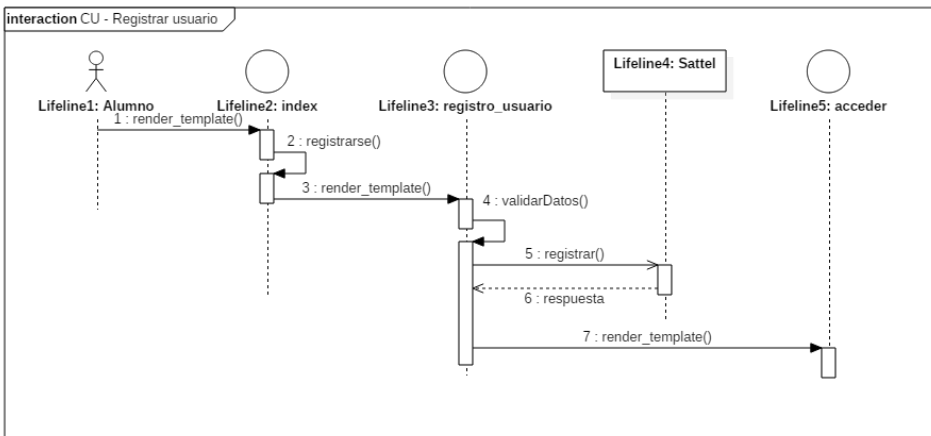 interaction CU - Registrar usuario
Lifeline4: Sattel
Lifeline1: Alumno
Lifeline2: index
Lifeline3: registro_usuario
Lifeline5: acceder
1 : render_template()
2 : registrarse()
3 : render_template()
4 : validarDatos()
5 : registrar()
6 : respuesta
7 : render_template()